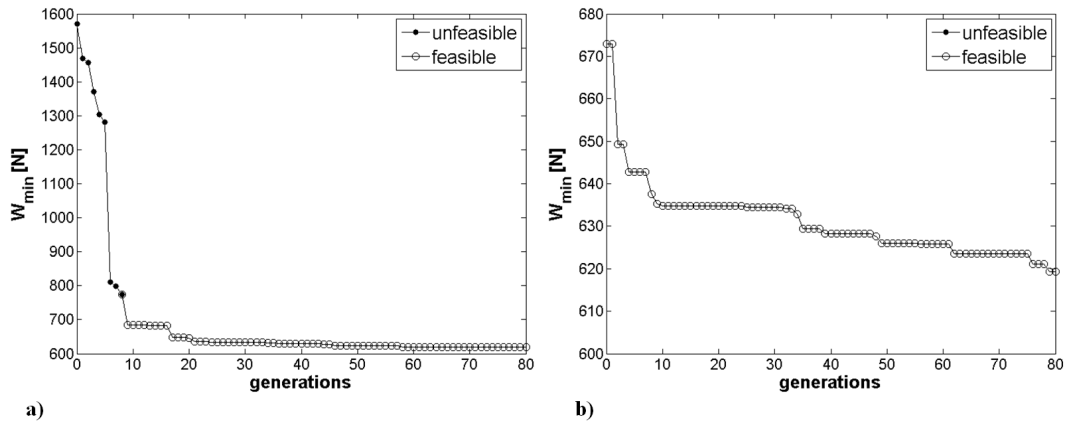 1600
1500
1400
1300
1200
1100
1000
900
800
700
600
0 10 20 30 40 50 60 70 80
W_min [N]
generations
unfeasible
feasible
a)
680
670
660
650
640
630
620
610
600
0 10 20 30 40 50 60 70 80
W_min [N]
generations
unfeasible
feasible
b)